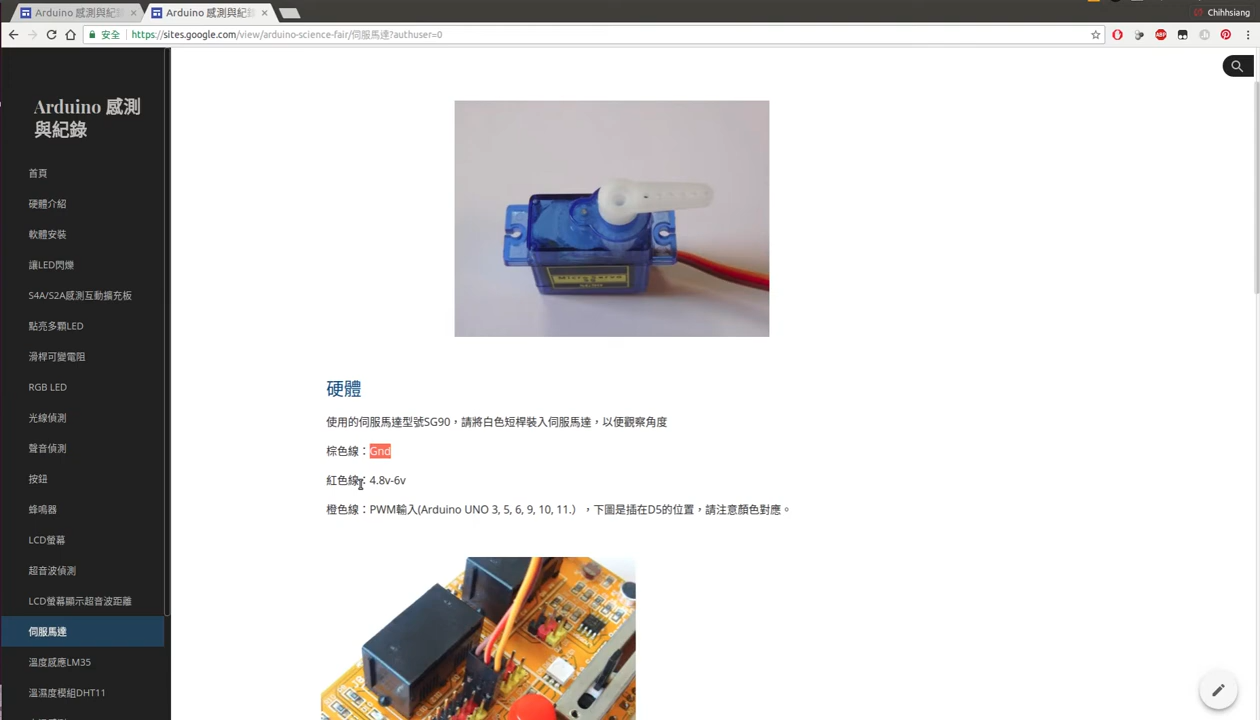 Arduino 感測與紀錄
Arduino 感測與紀錄
Chihhsiang
安全
https://sites.google.com/view/arduino-science-fair/伺服馬達?authuser=0
Arduino 感測
與紀錄
首頁
硬體介紹
軟體安裝
讓LED閃爍
S4A/S2A感測互動擴充板
點亮多顆LED
滑桿可變電阻
RGB LED
光線偵測
聲音偵測
按鈕
蜂鳴器
LCD螢幕
超音波偵測
LCD螢幕顯示超音波距離
伺服馬達
溫度感應LM35
溫濕度模組DHT11
硬體
使用的伺服馬達型號SG90，請將白色短桿裝入伺服馬達，以便觀察角度
棕色線：Gnd
紅色線：4.8v-6v
橙色線：PWM輸入(Arduino UNO 3, 5, 6, 9, 10, 11.），下圖是插在D5的位置，請注意顏色對應。